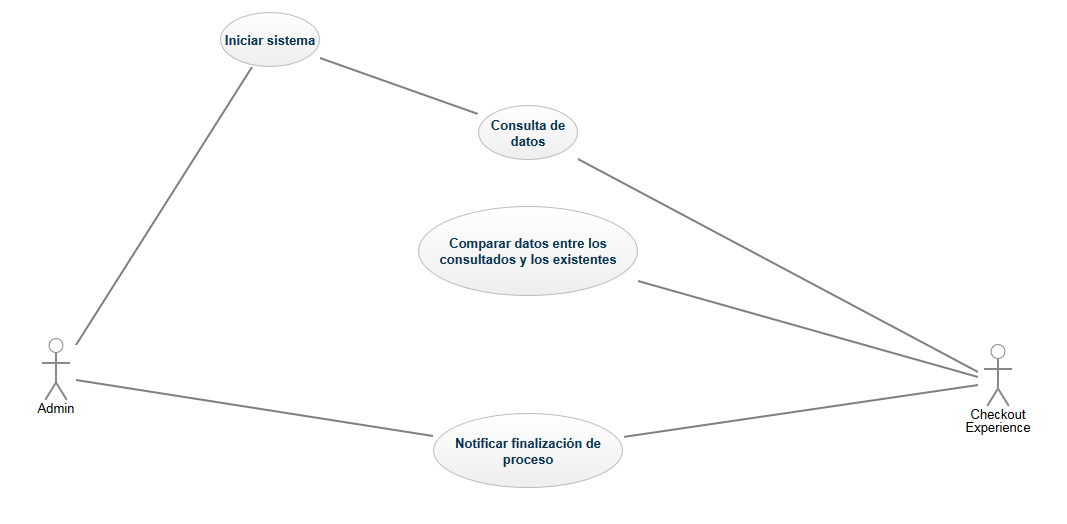 Iniciar sistema
Consulta de
datos
Comparar datos entre los
consultados y los existentes
Admin
Checkout
Experience
Notificar finalización de
proceso